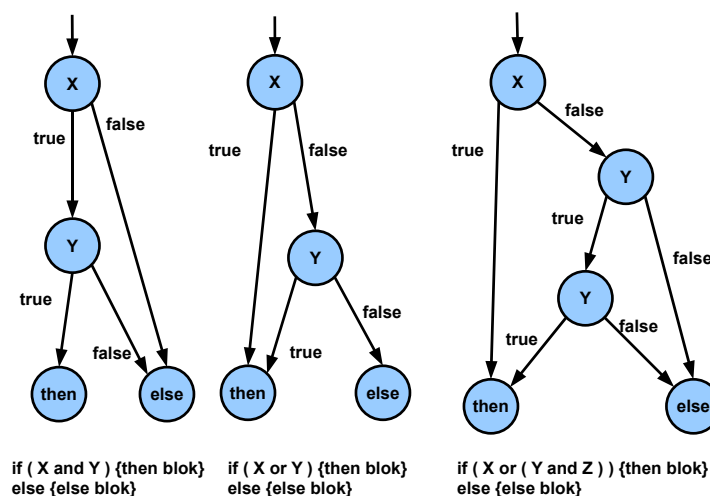 X
true
false
Y
true
false
then
else
if ( X and Y ) {then blok}
else {else blok}
X
true
false
Y
false
true
then
else
if ( X or Y ) {then blok}
else {else blok}
X
false
true
Y
true
false
Y
true
false
then
else
if ( X or ( Y and Z ) ) {then blok}
else {else blok}